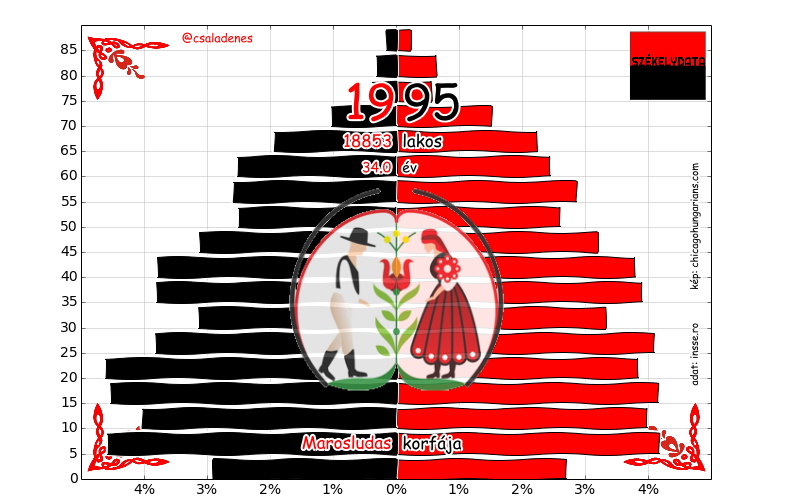 @csaladenes
SZÉKELYDATA
1995
18853 lakos
34.0 év
kép: chicagohungarians.com
adat: insse.ro
Marosludas korfája
85
80
75
70
65
60
55
50
45
40
35
30
25
20
15
10
5
0
4% 3% 2% 1% 0% 1% 2% 3% 4%